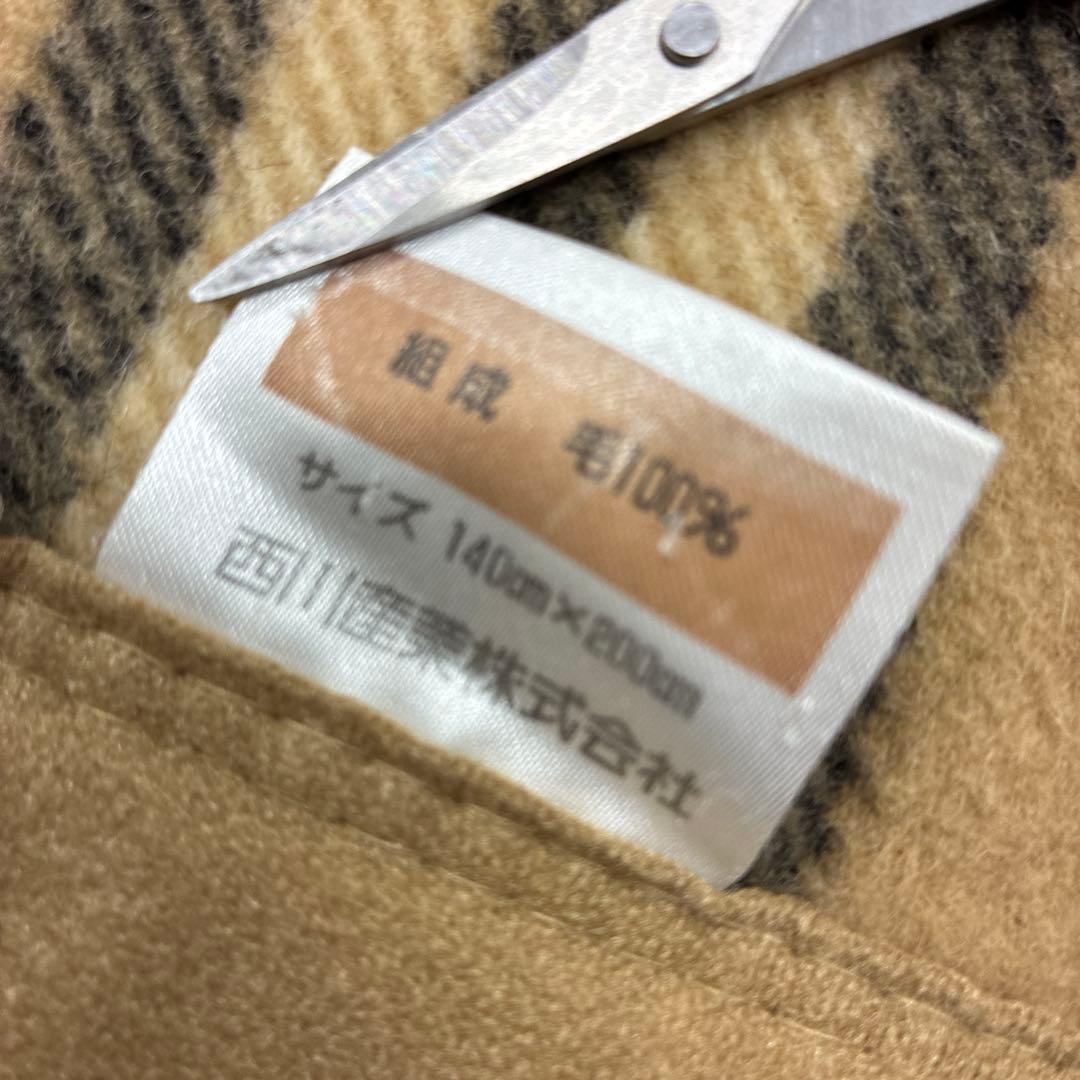 組成 毛100%
サイズ 140cm×200cm
西川産業株式会社